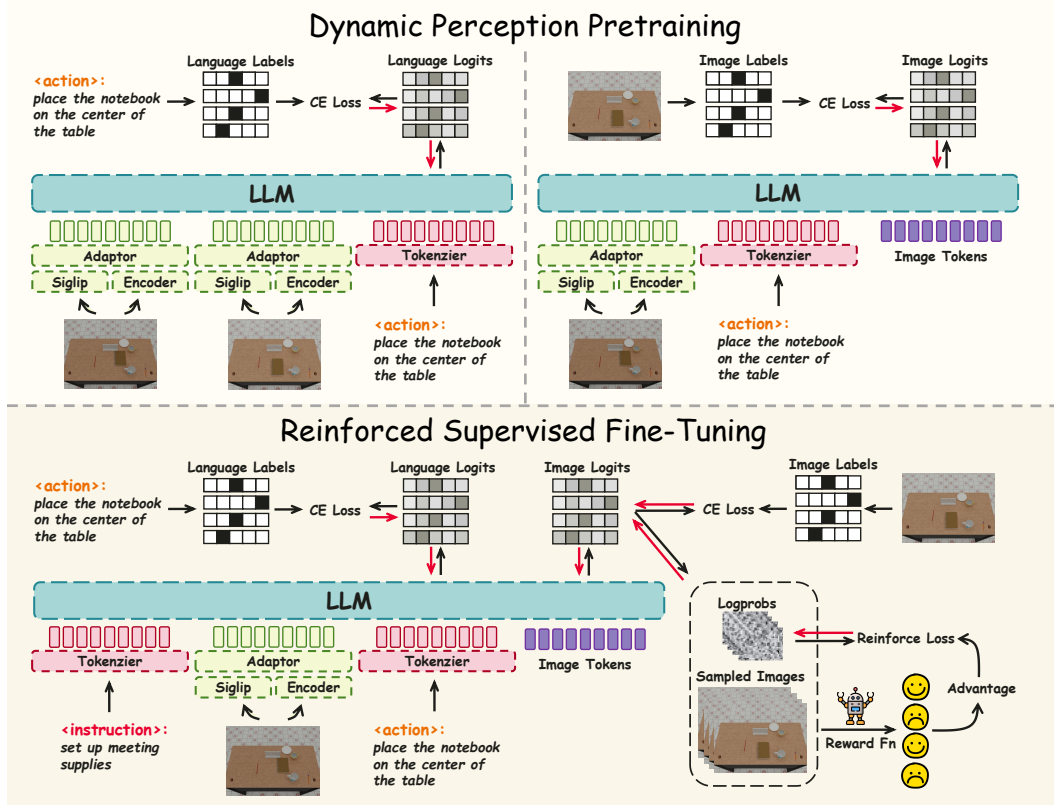 Dynamic Perception Pretraining
Language Labels
Language Logits
<action>:
place the notebook
on the center of
the table
CE Loss
LLM
Adaptor
Adaptor
Tokenzier
Siglip
Encoder
Siglip
Encoder
<action>:
place the notebook
on the center of
the table
Image Labels
Image Logits
CE Loss
LLM
Adaptor
Tokenzier
Image Tokens
Siglip
Encoder
<action>:
place the notebook
on the center of
the table
Reinforced Supervised Fine-Tuning
Language Labels
Language Logits
Image Logits
Image Labels
<action>:
place the notebook
on the center of
the table
CE Loss
CE Loss
LLM
Tokenzier
Adaptor
Tokenzier
Image Tokens
Siglip
Encoder
<instruction>:
set up meeting
supplies
<action>:
place the notebook
on the center of
the table
Logprobs
Reinforce Loss
Sampled Images
Advantage
Reward Fn